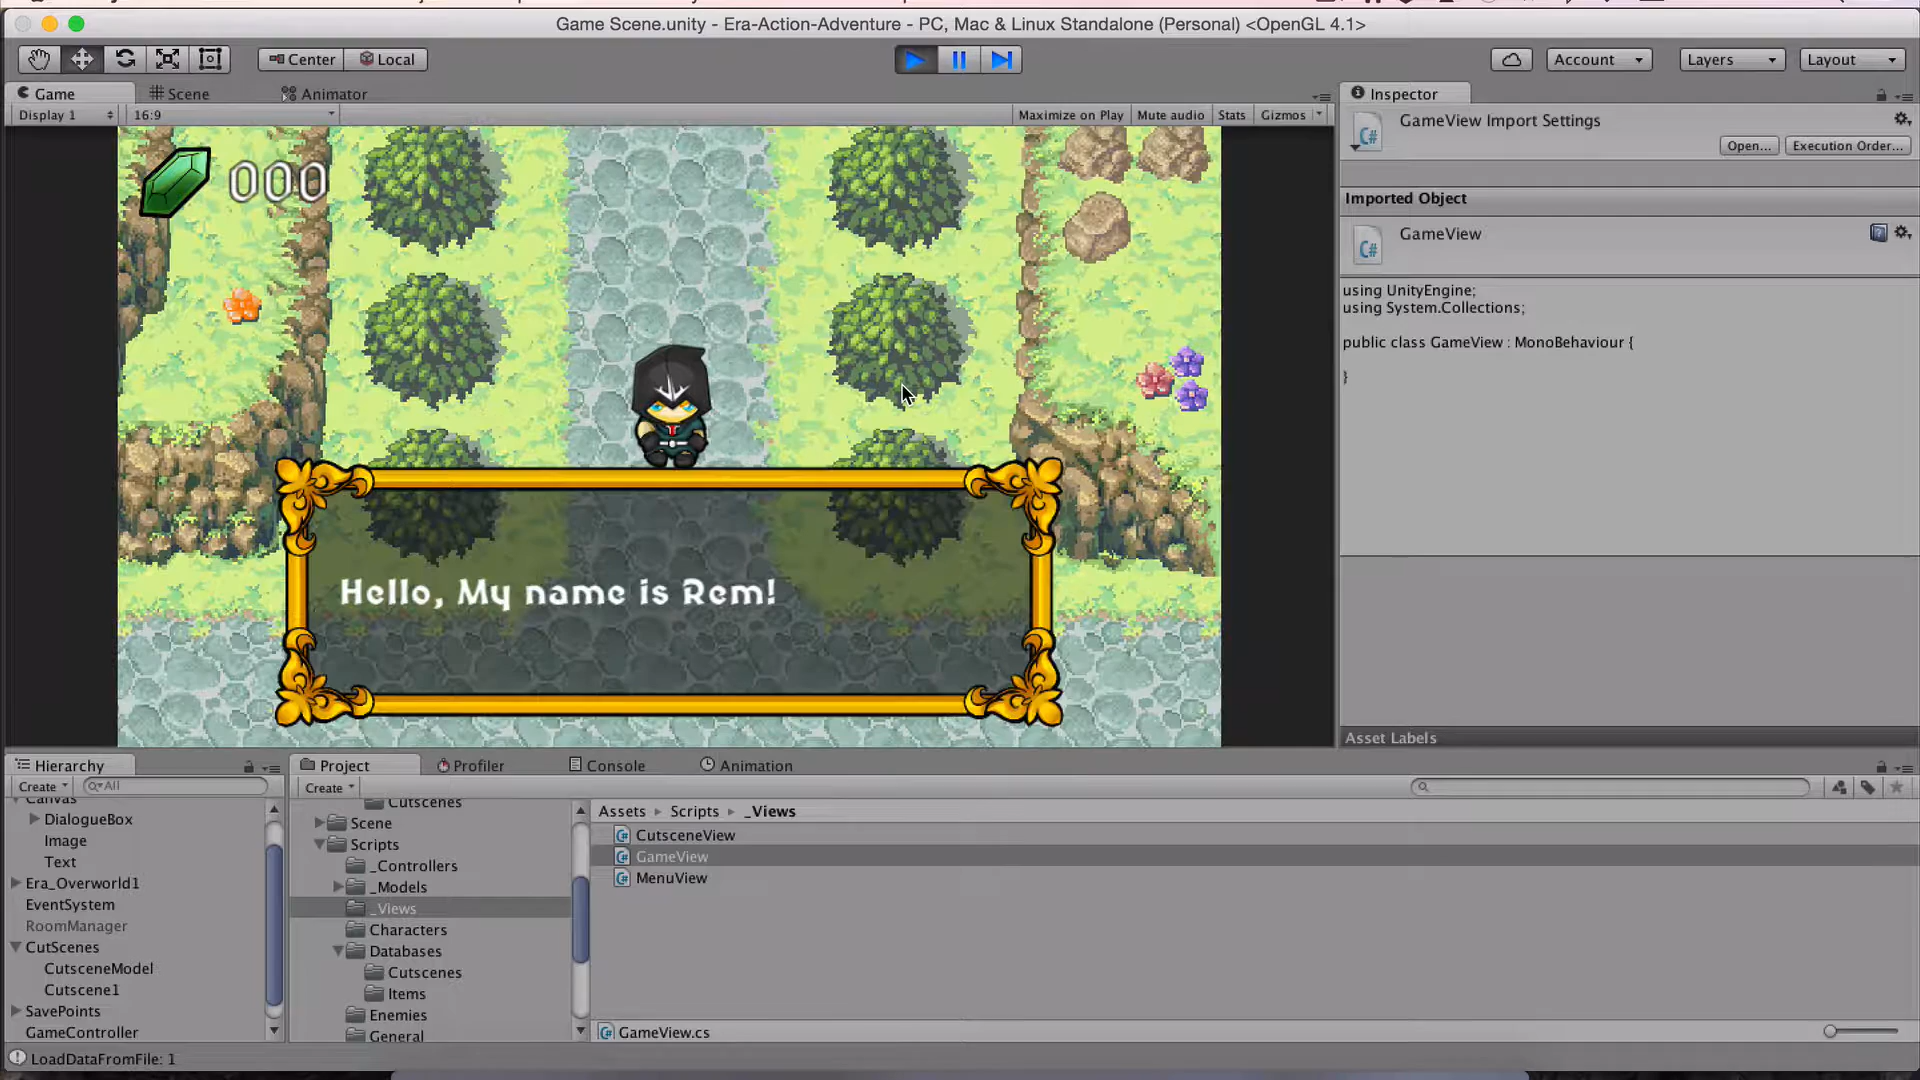 Game Scene.unity - Era-Action-Adventure - PC, Mac & Linux Standalone (Personal) <OpenGL 4.1>
Center
Local
Account
Layers
Layout
Game
Scene
Animator
Inspector
Display 1
16:9
Maximize on Play
Mute audio
Stats
Gizmos
GameView Import Settings
Open...
Execution Order...
Imported Object
GameView
using UnityEngine;
using System.Collections;
public class GameView : MonoBehaviour {
}
000
Hello, My name is Rem!
Asset Labels
Hierarchy
Create
All
Canvas
DialogueBox
Image
Text
Era_Overworld1
EventSystem
RoomManager
CutScenes
CutsceneModel
Cutscene1
SavePoints
GameController
Project
Profiler
Console
Animation
Create
Cutscenes
Scene
Scripts
_Controllers
_Models
_Views
Characters
Databases
Cutscenes
Items
Enemies
General
Assets
Scripts
_Views
CutsceneView
GameView
MenuView
GameView.cs
LoadDataFromFile: 1